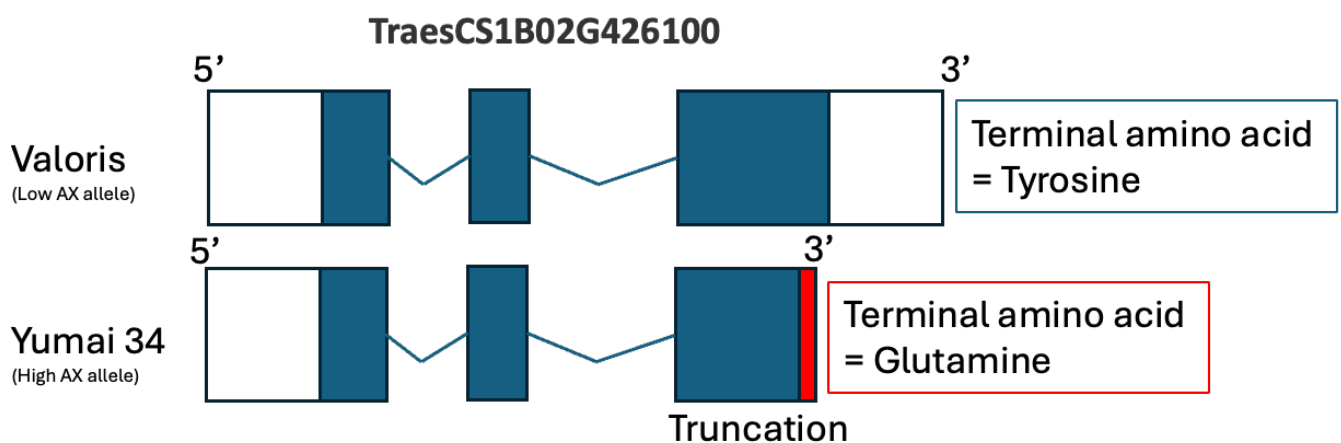 TraesCS1B02G426100
5’
3’
Valoris
(Low AX allele)
Terminal amino acid
= Tyrosine
5’
3’
Yumai 34
(High AX allele)
Terminal amino acid
= Glutamine
Truncation